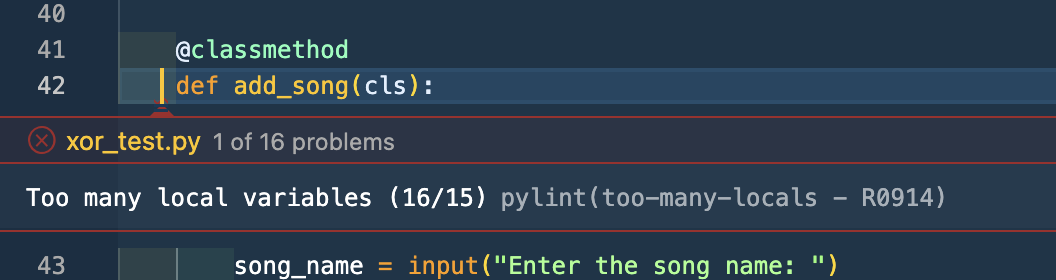 40
41 @classmethod
42 def add_song(cls):
xor_test.py 1 of 16 problems
Too many local variables (16/15) pylint(too-many-locals - R0914)
43 song_name = input("Enter the song name: ")